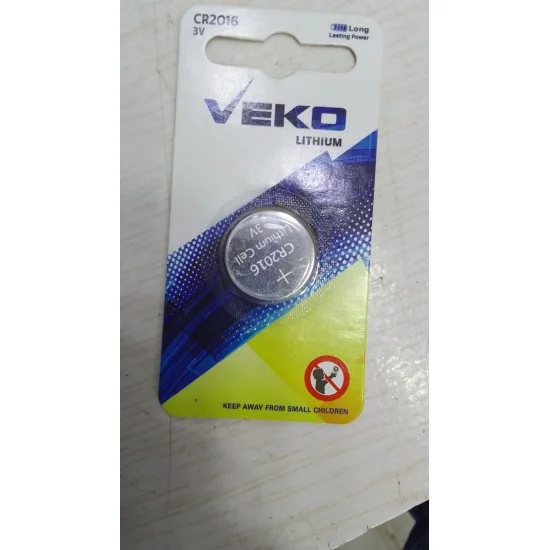 CR2016
3V
Long
Lasting Power
VEKO
LITHIUM
CR2016
Lithium Cell
3V
+
KEEP AWAY FROM SMALL CHILDREN